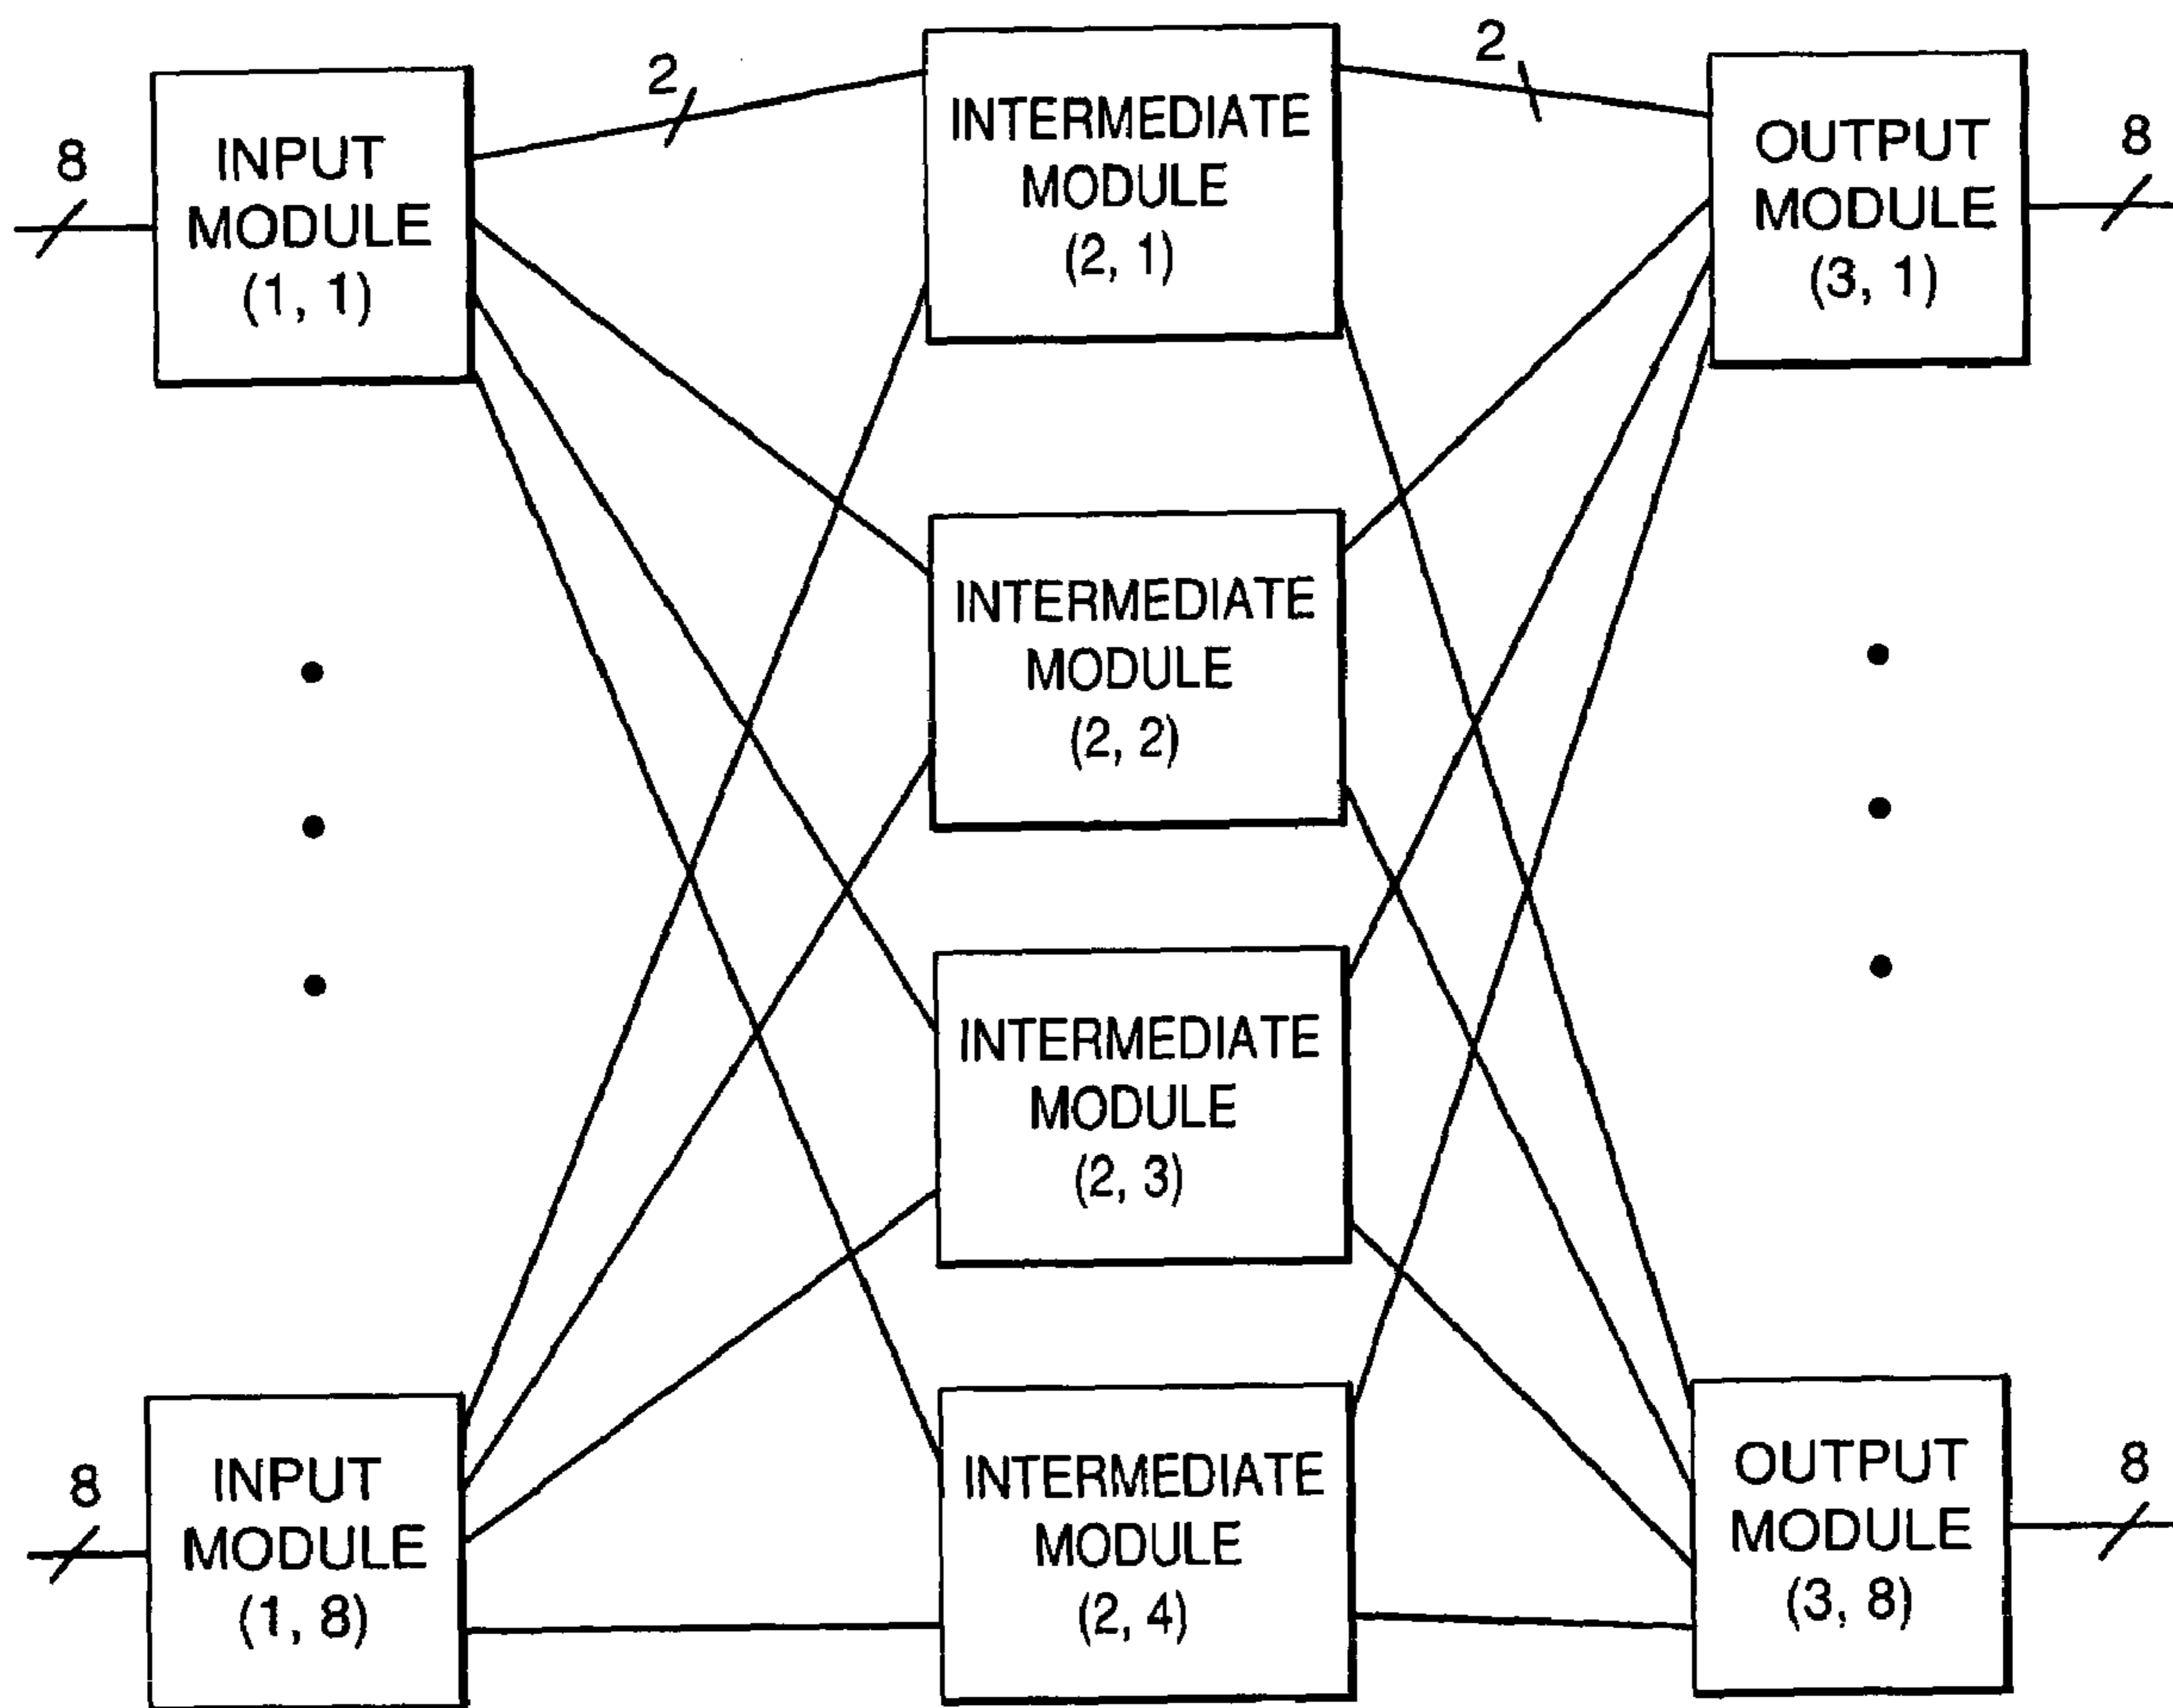 8
INPUT
MODULE
(1, 1)
2
INTERMEDIATE
MODULE
(2, 1)
2
OUTPUT
MODULE
(3, 1)
8
INTERMEDIATE
MODULE
(2, 2)
INTERMEDIATE
MODULE
(2, 3)
8
INPUT
MODULE
(1, 8)
INTERMEDIATE
MODULE
(2, 4)
OUTPUT
MODULE
(3, 8)
8